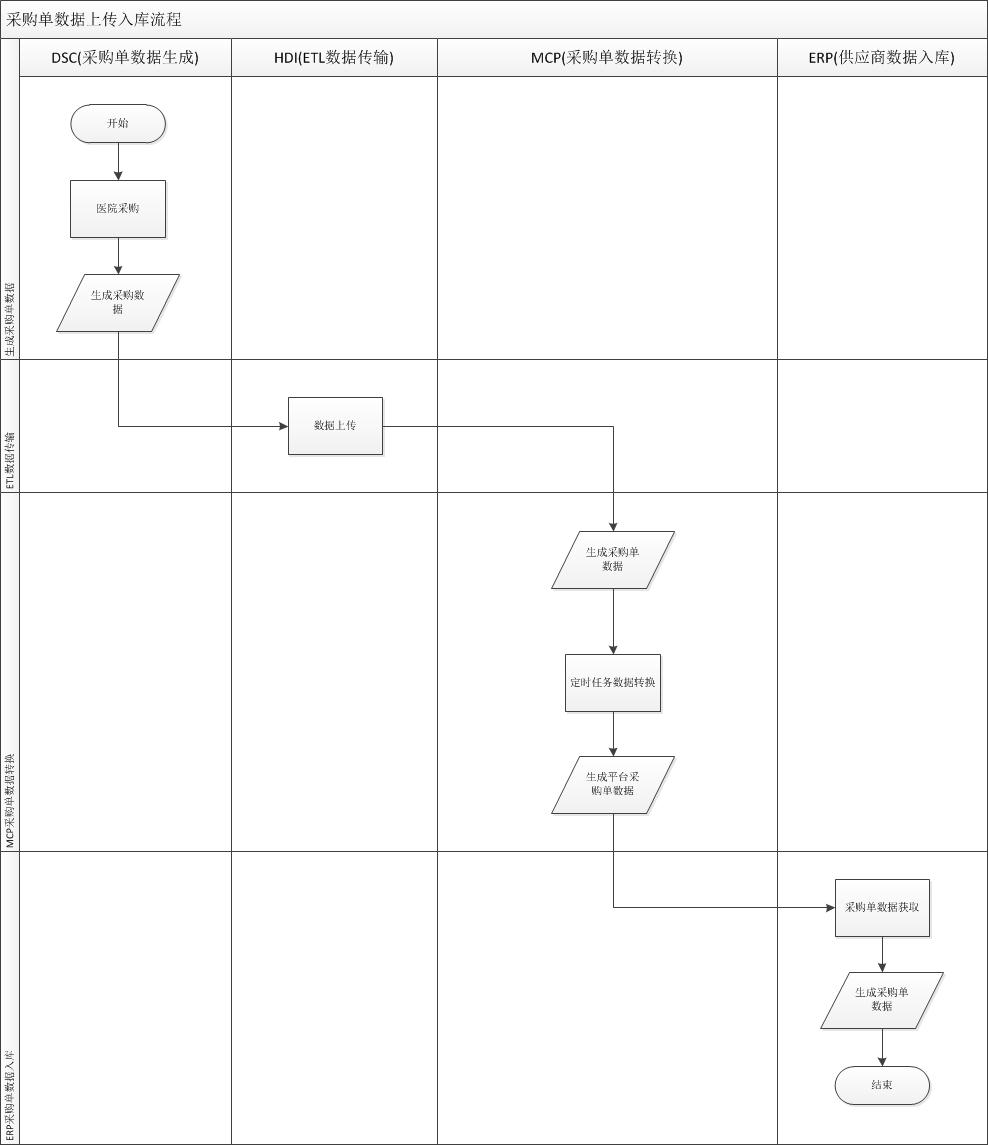 采购单数据上传入库流程
DSC(采购单数据生成)
HDI(ETL数据传输)
MCP(采购单数据转换)
ERP(供应商数据入库)
生成采购单数据
开始
医院采购
生成采购数
据
ETL数据传输
数据上传
MCP采购单数据转换
生成采购单
数据
定时任务数据转换
生成平台采
购单数据
ERP采购单数据入库
采购单数据获取
生成采购单
数据
结束